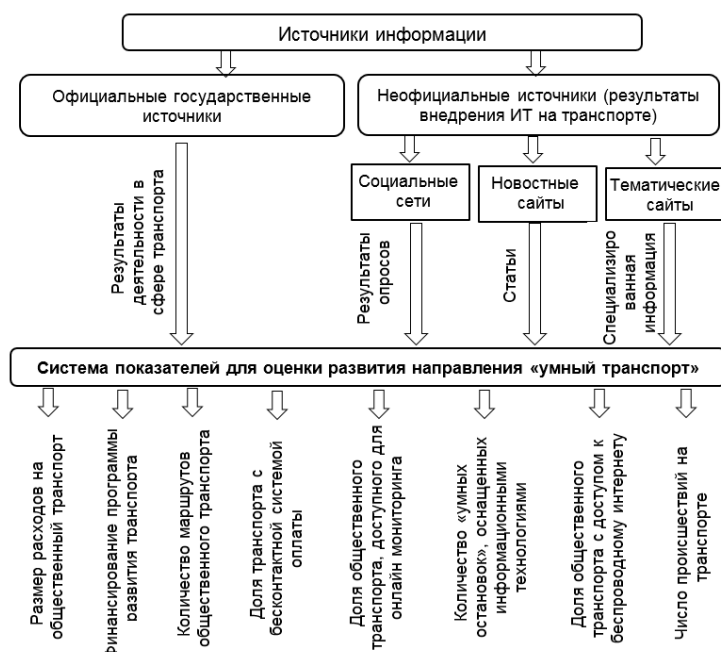 Источники информации
Официальные государственные
источники
Неофициальные источники (результаты
внедрения ИТ на транспорте)
Социальные
сети
Новостные
сайты
Тематические
сайты
Результаты
деятельности в
сфере транспорта
Результаты
опросов
Статьи
Специализиро
ванная
информация
Система показателей для оценки развития направления «умный транспорт»
Размер расходов на
общественный транспорт
Финансирование программы
развития транспорта
Количество маршрутов
общественного транспорта
Доля транспорта с
бесконтактной системой
оплаты
Доля общественного
транспорта, доступного для
онлайн мониторинга
Количество «умных
остановок», оснащенных
информационными
технологиями
Доля общественного
транспорта с доступом к
беспроводному интернету
Число происшествий на
транспорте